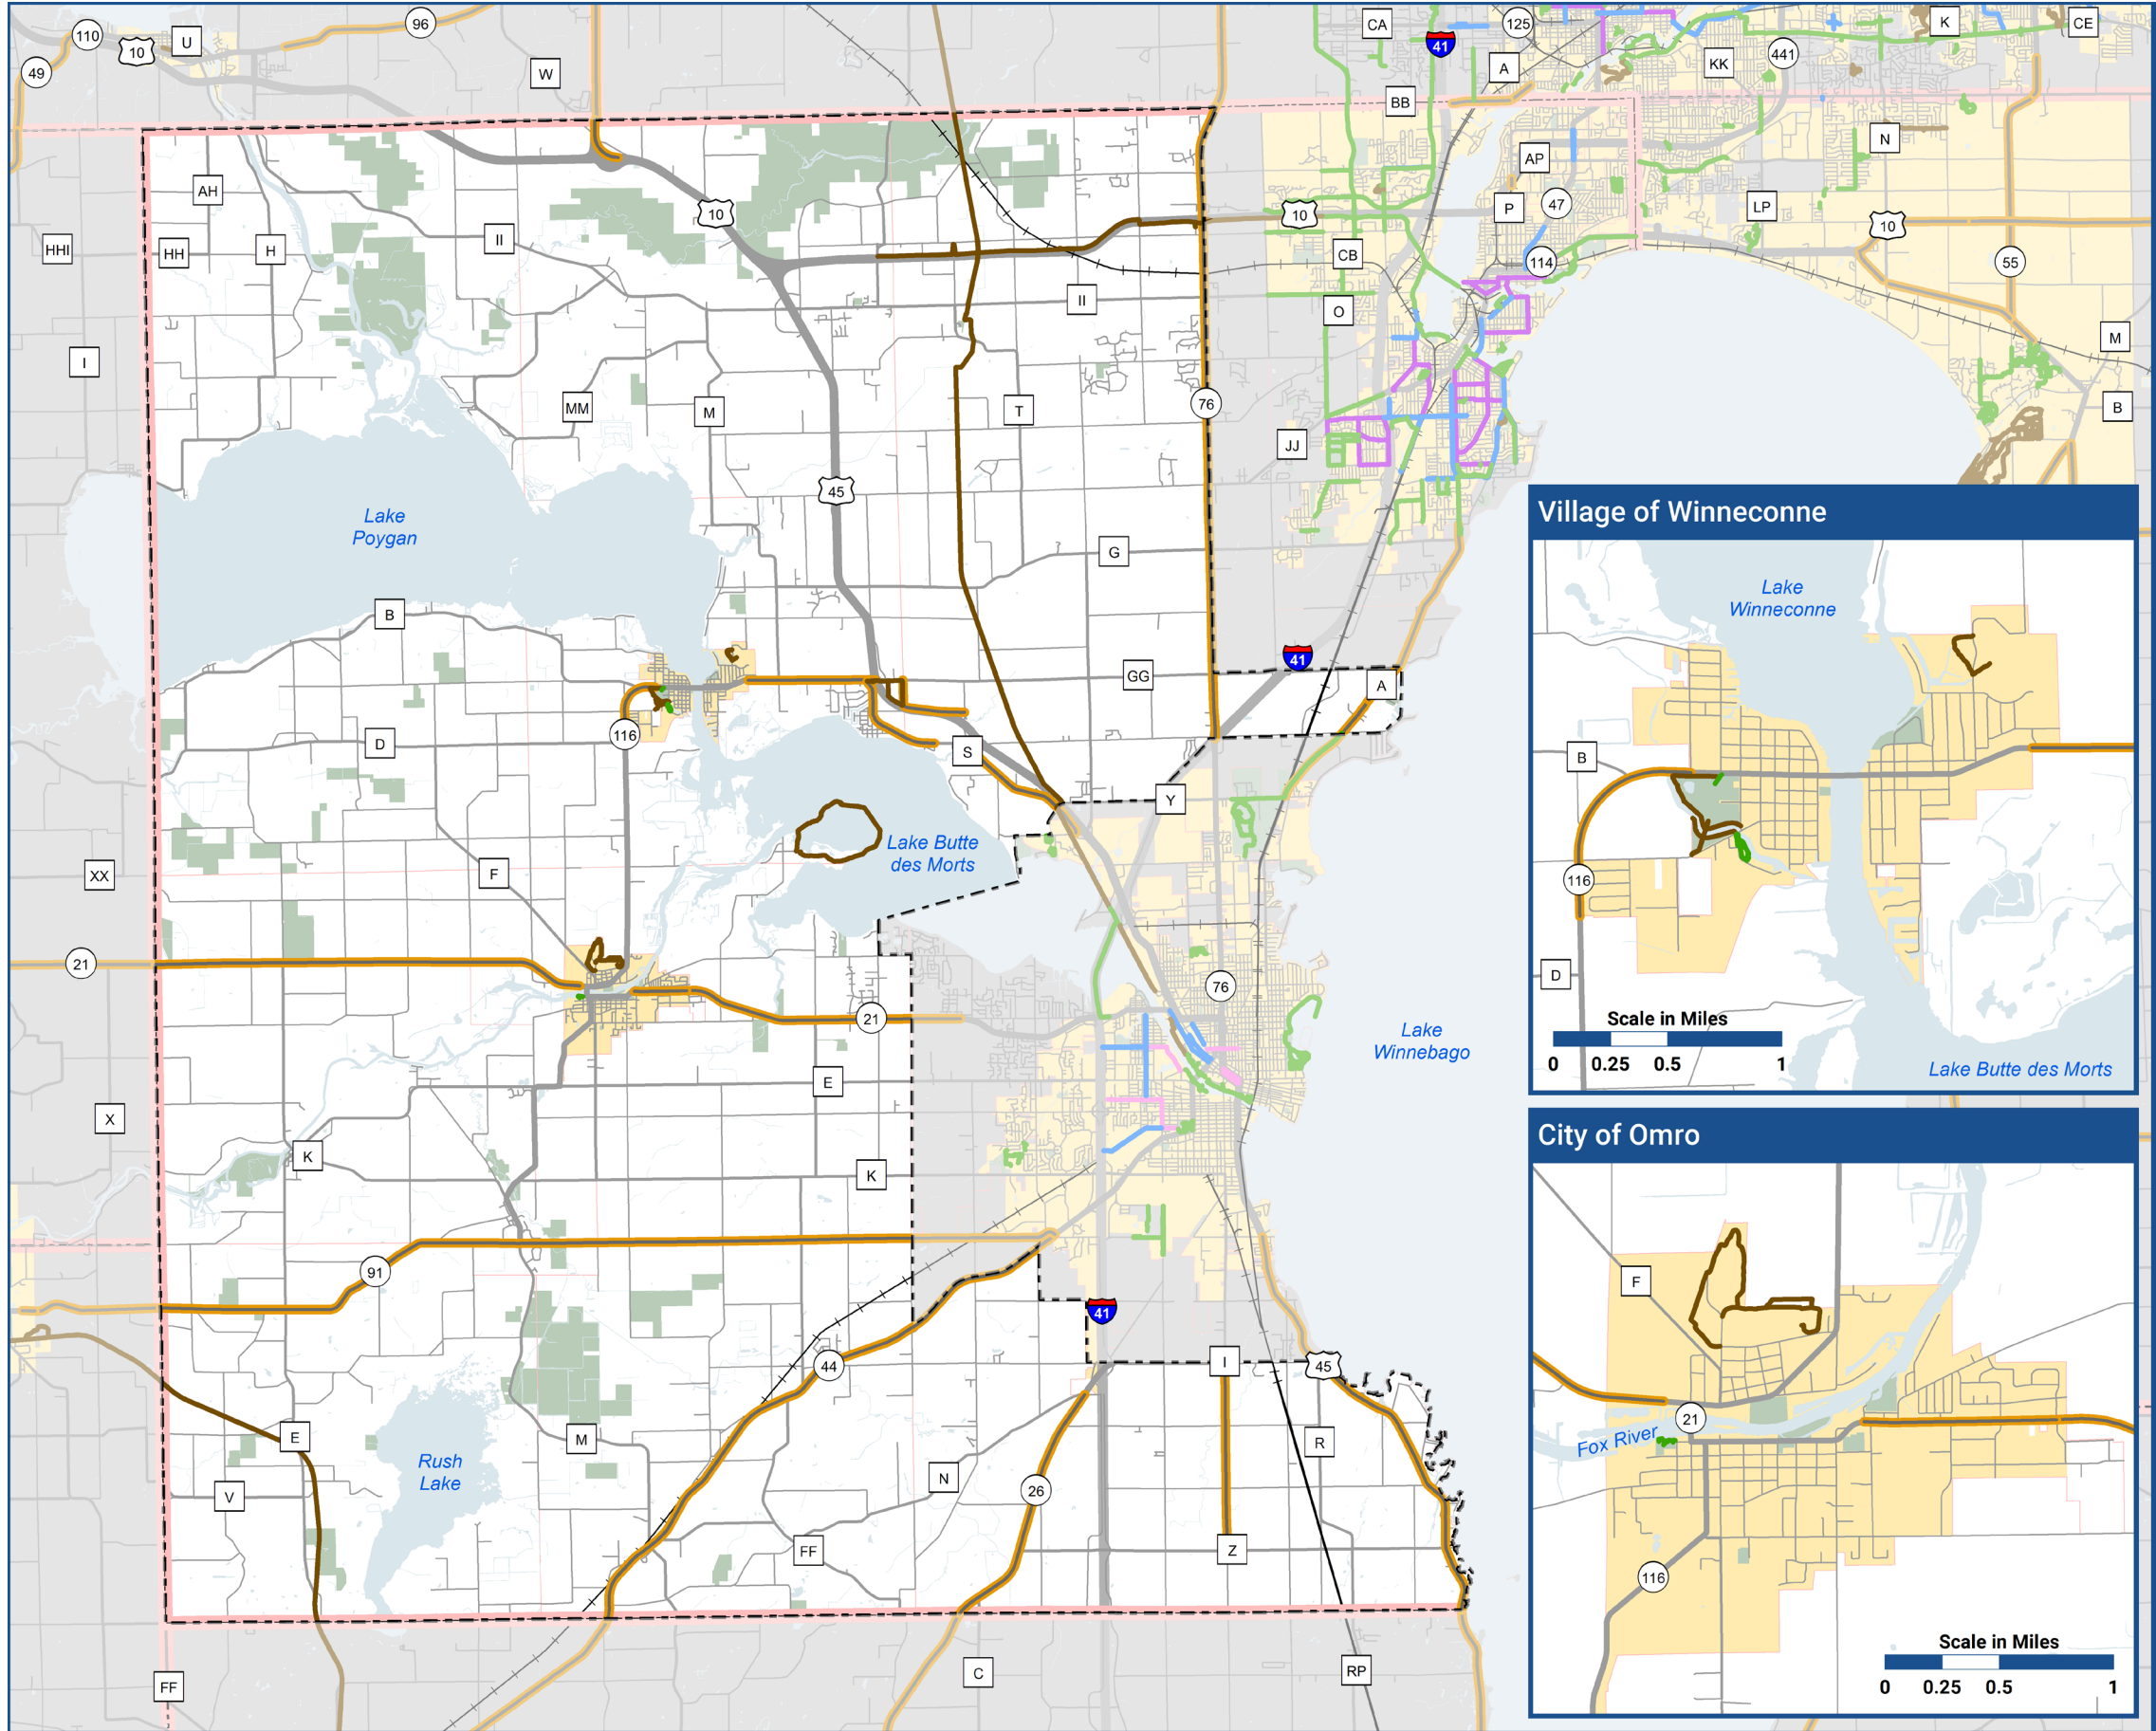 110
10
U
96
49
W
CA
41
125
A
KK
441
K
CE
BB
AH
HHI
HH
H
II
10
10
CB
AP
P
47
114
N
LP
10
55
I
MM
M
T
II
76
O
JJ
M
B
45
Lake
Poygan
G
B
GG
41
A
D
116
S
Y
XX
F
Lake Butte
des Morts
21
21
76
Lake
Winnebago
X
E
K
K
91
44
41
I
45
E
M
Rush
Lake
V
N
26
R
FF
Z
FF
C
RP
Village of Winneconne
Lake
Winneconne
B
116
D
Scale in Miles
0 0.25 0.5 1
Lake Butte des Morts
City of Omro
F
21
Fox River
116
Scale in Miles
0 0.25 0.5 1